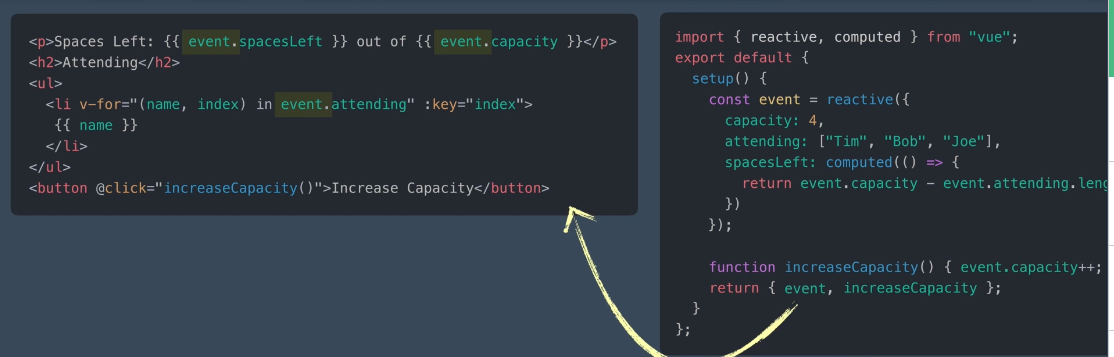 <p>Spaces Left: {{ event.spacesLeft }} out of {{ event.capacity }}</p>
<h2>Attending</h2>
<ul>
  <li v-for="(name, index) in event.attending" :key="index">
   {{ name }}
  </li>
</ul>
<button @click="increaseCapacity()">Increase Capacity</button>
import { reactive, computed } from "vue";
export default {
  setup() {
    const event = reactive({
      capacity: 4,
      attending: ["Tim", "Bob", "Joe"],
      spacesLeft: computed(() => {
        return event.capacity - event.attending.leng
      })
    });

    function increaseCapacity() { event.capacity++;
    return { event, increaseCapacity };
  }
};